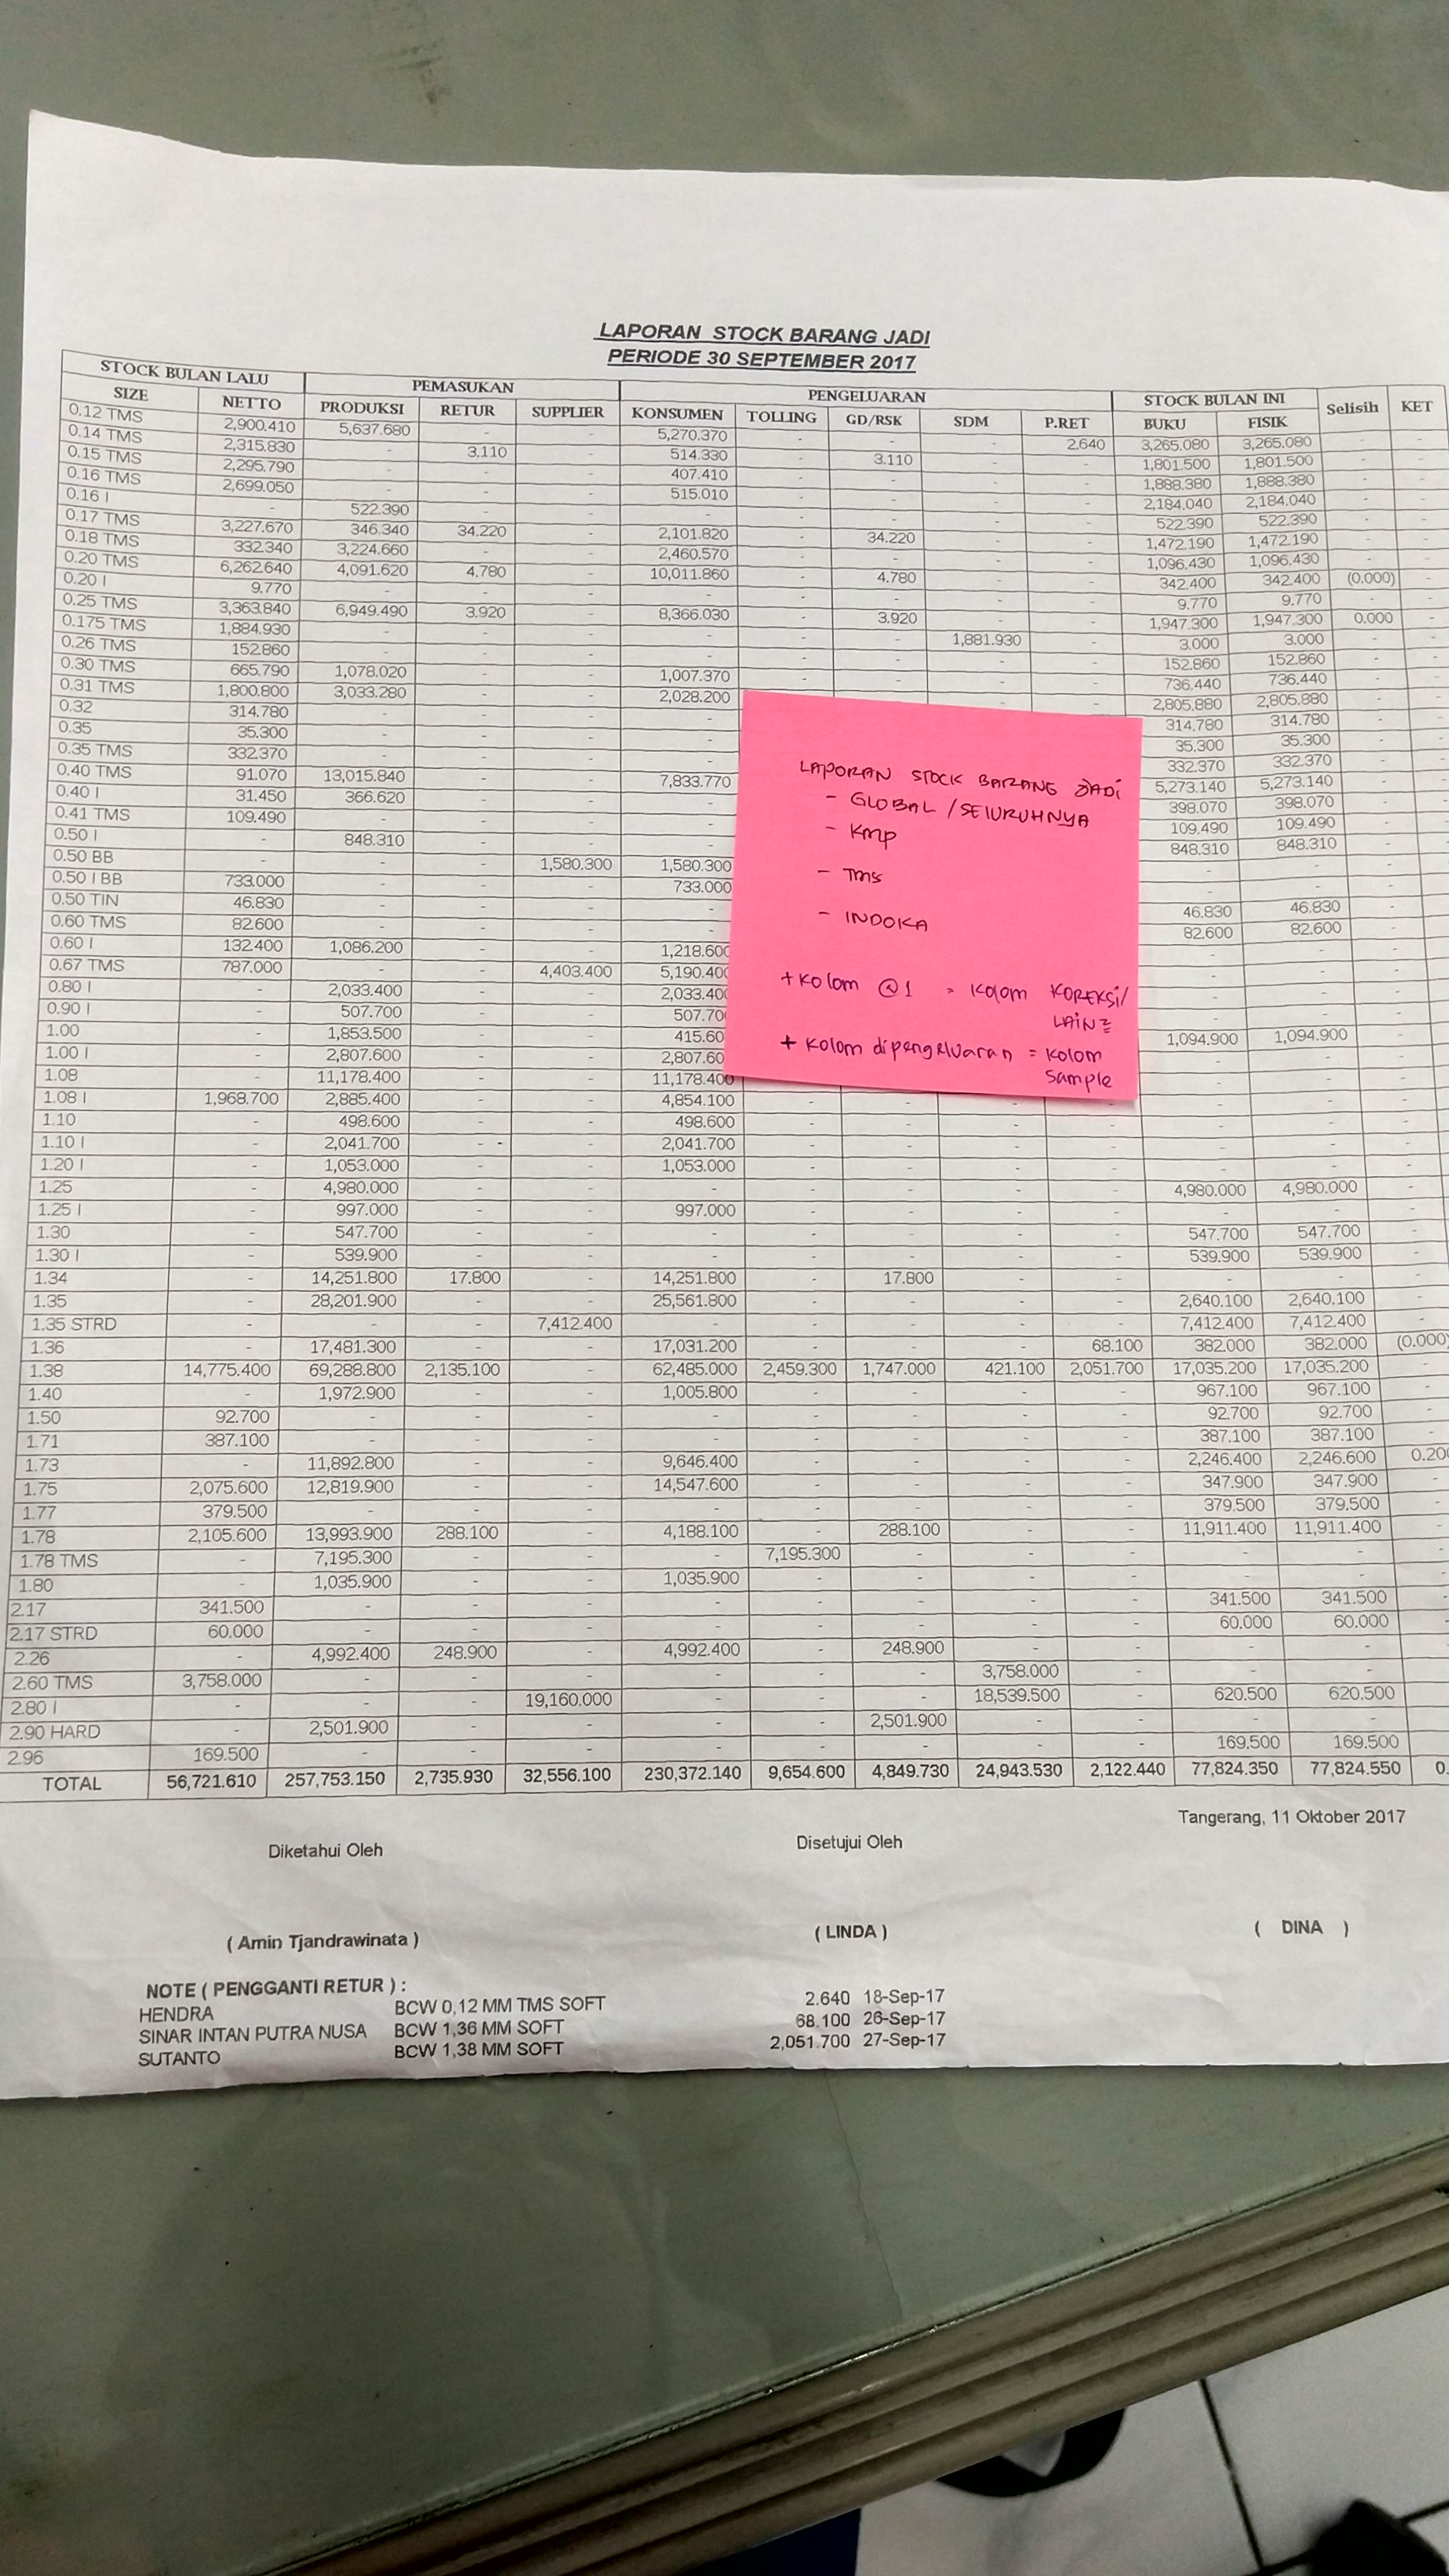 LAPORAN STOCK BARANG JADI
PERIODE 30 SEPTEMBER 2017
STOCK BULAN LALU PEMASUKAN PENGELUARAN STOCK BULAN INI Selisih KET
SIZE NETTO PRODUKSI RETUR SUPPLIER KONSUMEN TOLLING GD/RSK SDM P.RET BUKU FISIK
0.12 TMS 2,900.410 5,637.680 - - 5,270.370 - - - 2.640 3,265.080 3,265.080 - -
0.14 TMS 2,315.830 - 3.110 - 514.330 - 3.110 - - 1,801.500 1,801.500 - -
0.15 TMS 2,295.790 - - - 407.410 - - - - 1,888.380 1,888.380 - -
0.16 TMS 2,699.050 - - - 515.010 - - - - 2,184.040 2,184.040 - -
0.16 I - 522.390 - - - - - - - 522.390 522.390 - -
0.17 TMS 3,227.670 346.340 34.220 - 2,101.820 - 34.220 - - 1,472.190 1,472.190 - -
0.18 TMS 332.340 3,224.660 - - 2,460.570 - - - - 1,096.430 1,096.430 - -
0.20 TMS 6,262.640 4,091.620 4.780 - 10,011.860 - 4.780 - - 342.400 342.400 (0.000) -
0.20 I 9.770 - - - - - - - - 9.770 9.770 - -
0.25 TMS 3,363.840 6,949.490 3.920 - 8,366.030 - 3.920 - - 1,947.300 1,947.300 0.000 -
0.175 TMS 1,884.930 - - - - - - 1,881.930 - 3.000 3.000 - -
0.26 TMS 152.860 - - - - - - - - 152.860 152.860 - -
0.30 TMS 665.790 1,078.020 - - 1,007.370 - - - - 736.440 736.440 - -
0.31 TMS 1,800.800 3,033.280 - - 2,028.200 2,805.880 2,805.880 - -
0.32 314.780 - - - - 314.780 314.780 - -
0.35 35.300 - - - - 35.300 35.300 - -
0.35 TMS 332.370 - - - - 332.370 332.370 - -
0.40 TMS 91.070 13,015.840 - - 7,833.770 5,273.140 5,273.140 - -
0.40 I 31.450 366.620 - - - 398.070 398.070 - -
0.41 TMS 109.490 - - - - 109.490 109.490 - -
0.50 I - 848.310 - - - 848.310 848.310 - -
0.50 BB - - - 1,580.300 1,580.300 - - -
0.50 I BB 733.000 - - - 733.000 - - -
0.50 TIN 46.830 - - - - 46.830 46.830 -
0.60 TMS 82.600 - - - - 82.600 82.600 -
0.60 I 132.400 1,086.200 - - 1,218.600 - - -
0.67 TMS 787.000 - - 4,403.400 5,190.400 - - -
0.80 I - 2,033.400 - - 2,033.400 - - -
0.90 I - 507.700 - - 507.70 - - -
1.00 - 1,853.500 - - 415.60 1,094.900 1,094.900 -
1.00 I - 2,807.600 - - 2,807.60 - - -
1.08 - 11,178.400 - - 11,178.400 - - -
1.08 I 1,968.700 2,885.400 - - 4,854.100 - - - - - - -
1.10 - 498.600 - - 498.600 - - - - - - -
1.10 I - 2,041.700 - - 2,041.700 - - - - - - -
1.20 I - 1,053.000 - - 1,053.000 - - - - - - -
1.25 - 4,980.000 - - - - - - - 4,980.000 4,980.000 -
1.25 I - 997.000 - - 997.000 - - - - - - -
1.30 - 547.700 - - - - - - - 547.700 547.700 -
1.30 I - 539.900 - - - - - - - 539.900 539.900 -
1.34 - 14,251.800 17.800 - 14,251.800 - 17.800 - - - - -
1.35 - 28,201.900 - - 25,561.800 - - - - 2,640.100 2,640.100 -
1.35 STRD - - - 7,412.400 - - - - - 7,412.400 7,412.400 -
1.36 - 17,481.300 - - 17,031.200 - - - 68.100 382.000 382.000 (0.000)
1.38 14,775.400 69,288.800 2,135.100 - 62,485.000 2,459.300 1,747.000 421.100 2,051.700 17,035.200 17,035.200 -
1.40 - 1,972.900 - - 1,005.800 - - - - 967.100 967.100 -
1.50 92.700 - - - - - - - - 92.700 92.700 -
1.71 387.100 - - - - - - - - 387.100 387.100 -
1.73 - 11,892.800 - - 9,646.400 - - - - 2,246.400 2,246.600 0.200
1.75 2,075.600 12,819.900 - - 14,547.600 - - - - 347.900 347.900 -
1.77 379.500 - - - - - - - - 379.500 379.500 -
1.78 2,105.600 13,993.900 288.100 - 4,188.100 - 288.100 - - 11,911.400 11,911.400 -
1.78 TMS - 7,195.300 - - - 7,195.300 - - - - - -
1.80 - 1,035.900 - - 1,035.900 - - - - - - -
2.17 341.500 - - - - - - - - 341.500 341.500
2.17 STRD 60.000 - - - - - - - - 60.000 60.000
2.26 - 4,992.400 248.900 - 4,992.400 - 248.900 - - - -
2.60 TMS 3,758.000 - - - - - - 3,758.000 - - -
2.80 I - - - 19,160.000 - - - 18,539.500 - 620.500 620.500
2.90 HARD - 2,501.900 - - - - 2,501.900 - - - -
2.96 169.500 - - - - - - - - 169.500 169.500
TOTAL 56,721.610 257,753.150 2,735.930 32,556.100 230,372.140 9,654.600 4,849.730 24,943.530 2,122.440 77,824.350 77,824.550 0.
LAPORAN STOCK BARANG JADI
- GLOBAL / SELURUHNYA
- Kmp
- Tms
- INDOKA
+ Kolom @1 = Kolom KOREKSI/
LAIN2
+ Kolom dipengeluaran = Kolom
Sample
Tangerang, 11 Oktober 2017
Diketahui Oleh Disetujui Oleh
( Amin Tjandrawinata ) ( LINDA ) ( DINA )
NOTE ( PENGGANTI RETUR ) :
HENDRA BCW 0,12 MM TMS SOFT 2.640 18-Sep-17
SINAR INTAN PUTRA NUSA BCW 1,36 MM SOFT 68.100 26-Sep-17
SUTANTO BCW 1,38 MM SOFT 2,051.700 27-Sep-17